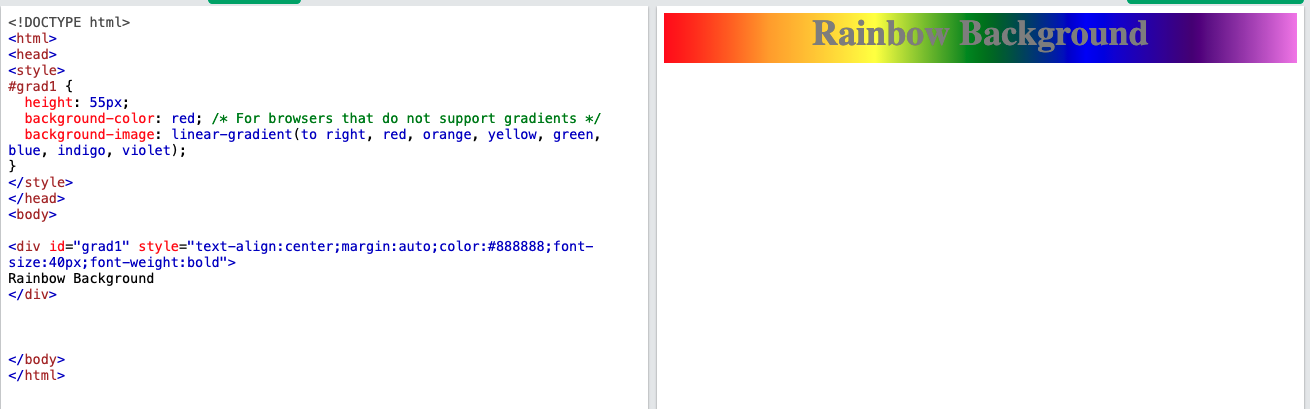 <!DOCTYPE html>
<html>
<head>
<style>
#grad1 {
  height: 55px;
  background-color: red; /* For browsers that do not support gradients */
  background-image: linear-gradient(to right, red, orange, yellow, green,
blue, indigo, violet);
}
</style>
</head>
<body>

<div id="grad1" style="text-align:center;margin:auto;color:#888888;font-
size:40px;font-weight:bold">
Rainbow Background
</div>

</body>
</html>
Rainbow Background